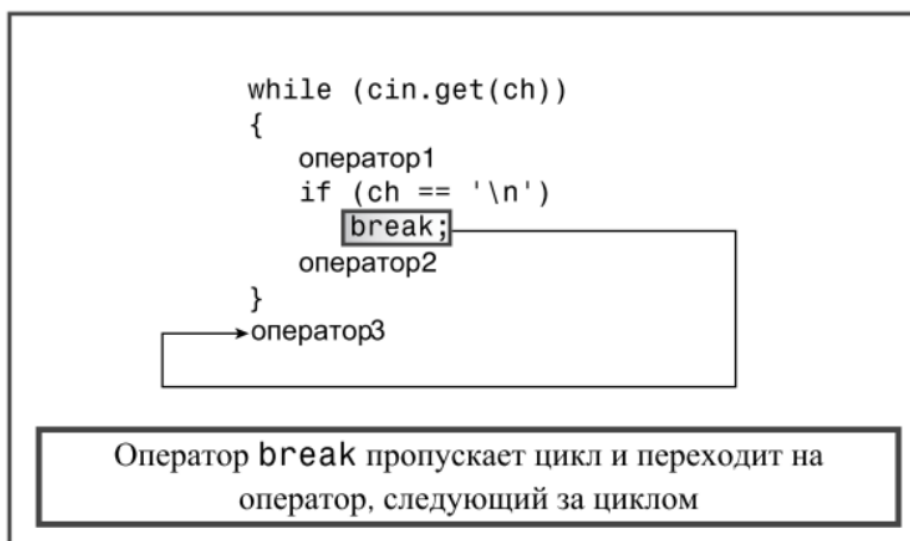 while (cin.get(ch))
{
оператор1
if (ch == '\n')
break;
оператор2
}
оператор3
Оператор break пропускает цикл и переходит на
оператор, следующий за циклом